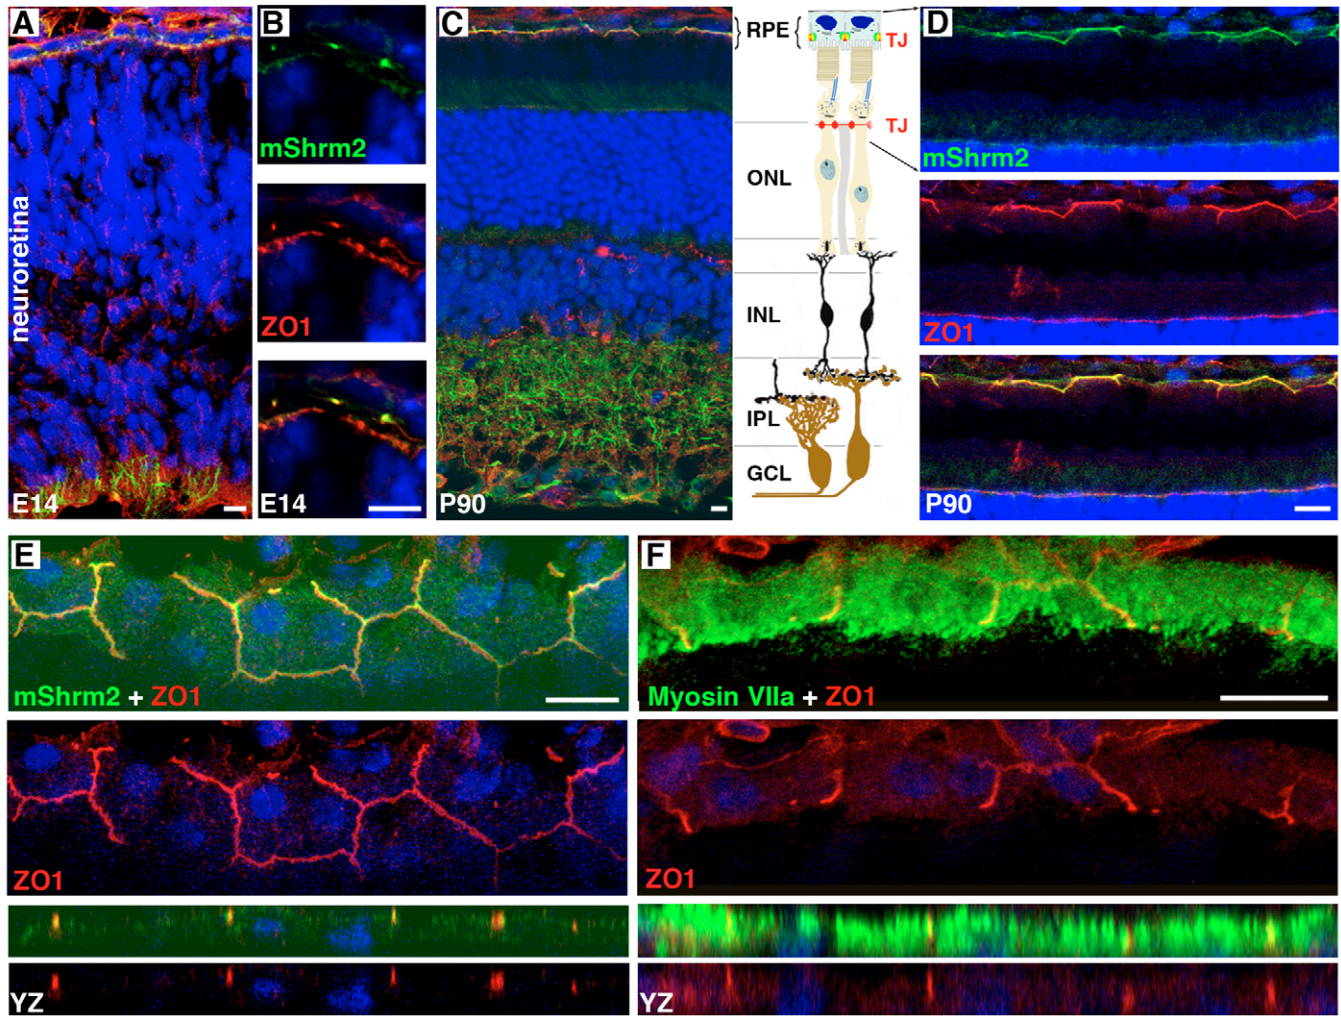 A
neuroretina
E14
B
mShrm2
ZO1
E14
C
P90
RPE
TJ
TJ
ONL
INL
IPL
GCL
D
mShrm2
ZO1
P90
E
mShrm2 + ZO1
ZO1
YZ
F
Myosin VIIa + ZO1
ZO1
YZ